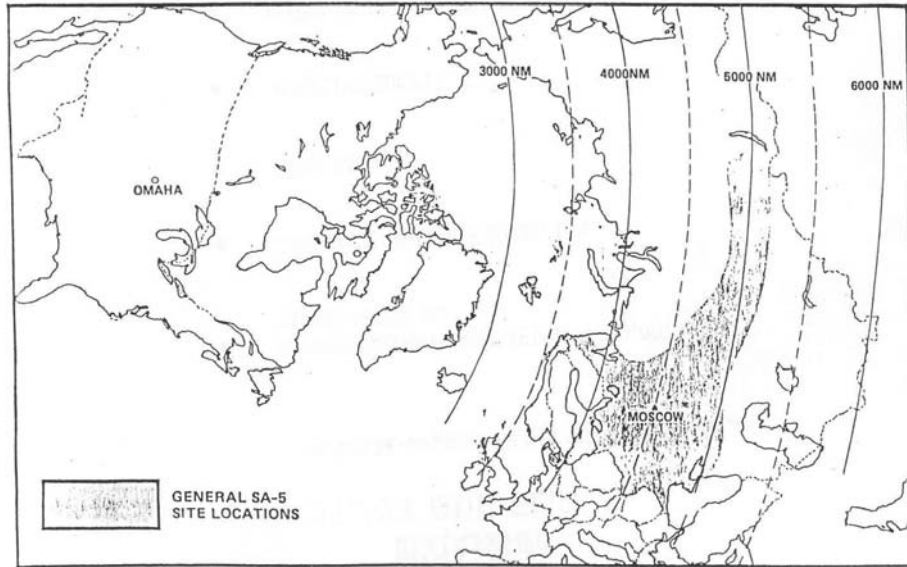 3000 NM
4000NM
5000 NM
6000 NM
OMAHA
MOSCOW
GENERAL SA-5
SITE LOCATIONS